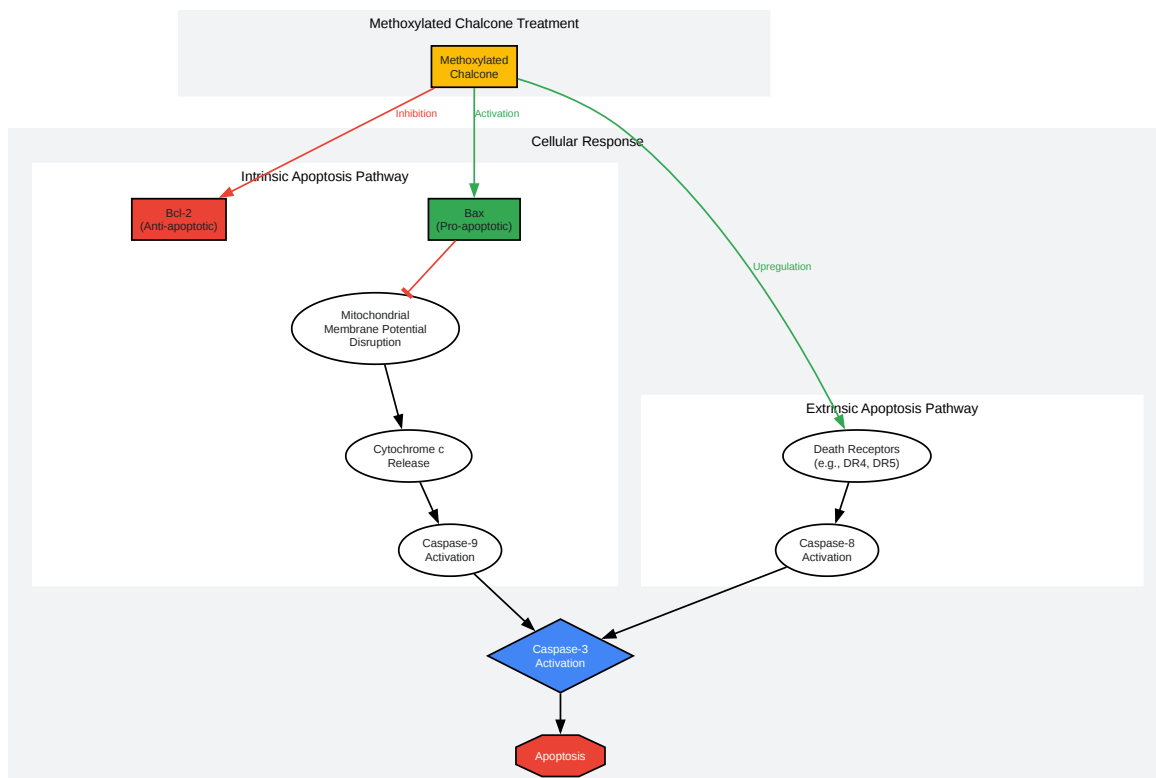 Methoxylated Chalcone Treatment
Methoxylated
Chalcone
Inhibition
Activation
Cellular Response
Intrinsic Apoptosis Pathway
Bcl-2
(Anti-apoptotic)
Bax
(Pro-apoptotic)
Upregulation
Mitochondrial
Membrane Potential
Disruption
Extrinsic Apoptosis Pathway
Cytochrome c
Release
Death Receptors
(e.g., DR4, DR5)
Caspase-9
Activation
Caspase-8
Activation
Caspase-3
Activation
Apoptosis